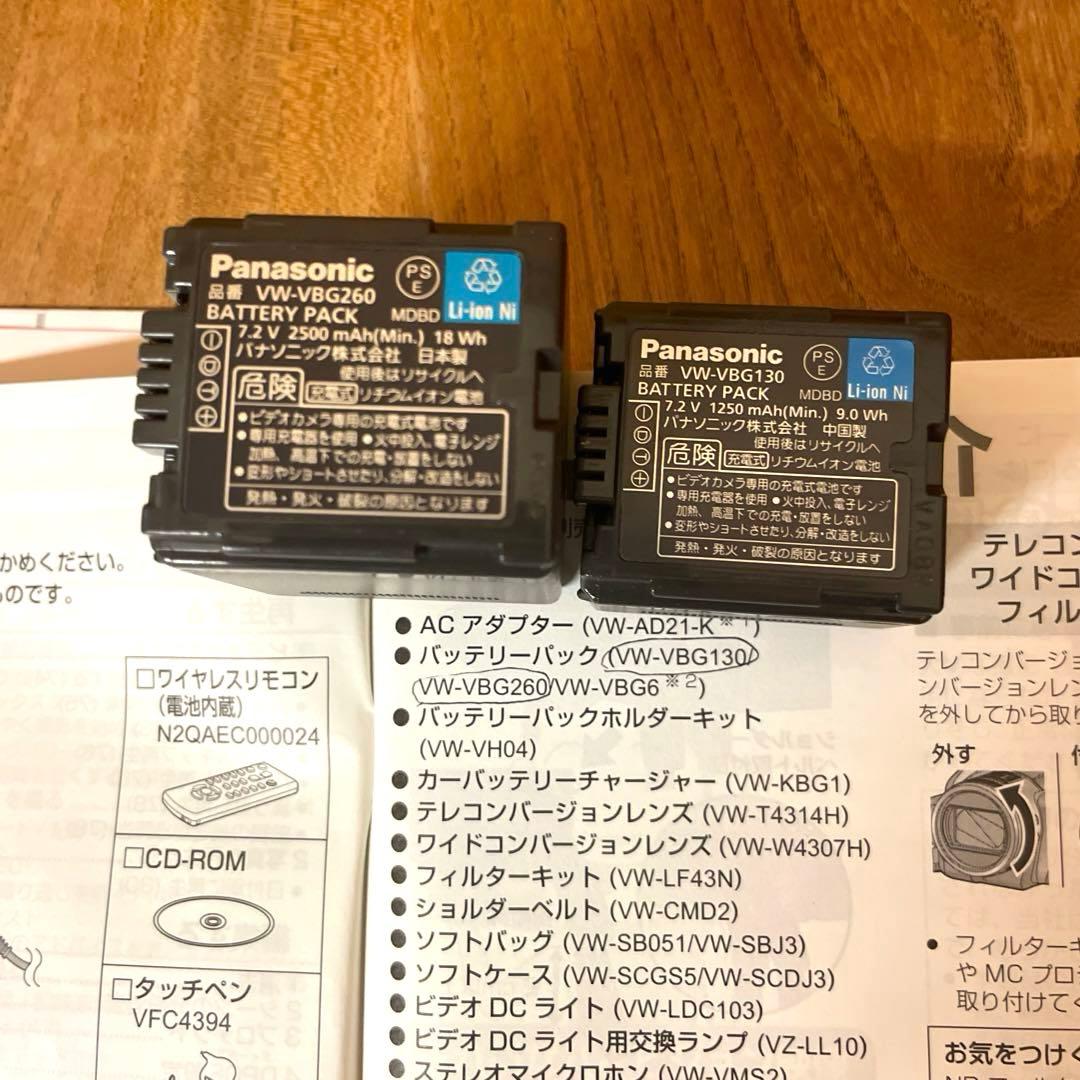 Panasonic
PS
E
品番 VW-VBG260
BATTERY PACK MDBD Li-ion Ni
7.2 V 2500 mAh(Min.) 18 Wh
パナソニック株式会社 日本製
使用後はリサイクルへ
危険 充電式 リチウムイオン電池
●ビデオカメラ専用の充電式電池です
●専用充電器を使用 ●火中投入、電子レンジ
加熱、高温下での充電・放置をしない
●変形やショートさせたり、分解・改造をしない
発熱・発火・破裂の原因となります
Panasonic
PS
E
品番 VW-VBG130
BATTERY PACK MDBD Li-ion Ni
7.2 V 1250 mAh(Min.) 9.0 Wh
パナソニック株式会社 中国製
使用後はリサイクルへ
危険 充電式 リチウムイオン電池
●ビデオカメラ専用の充電式電池です
●専用充電器を使用 ●火中投入、電子レンジ
加熱、高温下での充電・放置をしない
●変形やショートさせたり、分解・改造をしない
発熱・発火・破裂の原因となります
かめください。
ものです。
□ワイヤレスリモコン
(電池内蔵)
N2QAEC000024
□CD-ROM
□タッチペン
VFC4394
● AC アダプター (VW-AD21-K※1)
● バッテリーパック (VW-VBG130/
VW-VBG260/VW-VBG6※2)
● バッテリーパックホルダーキット
(VW-VH04)
● カーバッテリーチャージャー (VW-KBG1)
● テレコンバージョンレンズ (VW-T4314H)
● ワイドコンバージョンレンズ (VW-W4307H)
● フィルターキット (VW-LF43N)
● ショルダーベルト (VW-CMD2)
● ソフトバッグ (VW-SB051/VW-SBJ3)
● ソフトケース (VW-SCGS5/VW-SCDJ3)
● ビデオ DC ライト (VW-LDC103)
● ビデオ DC ライト用交換ランプ (VZ-LL10)
● ステレオマイクロホン (VW-VMS2)
テレコン
ワイドコ
フィル
テレコンバージョ
ンバージョンレン
を外してから取り
外す
● フィルターキ
や MC プロ
取り付けてく
お気をつけく